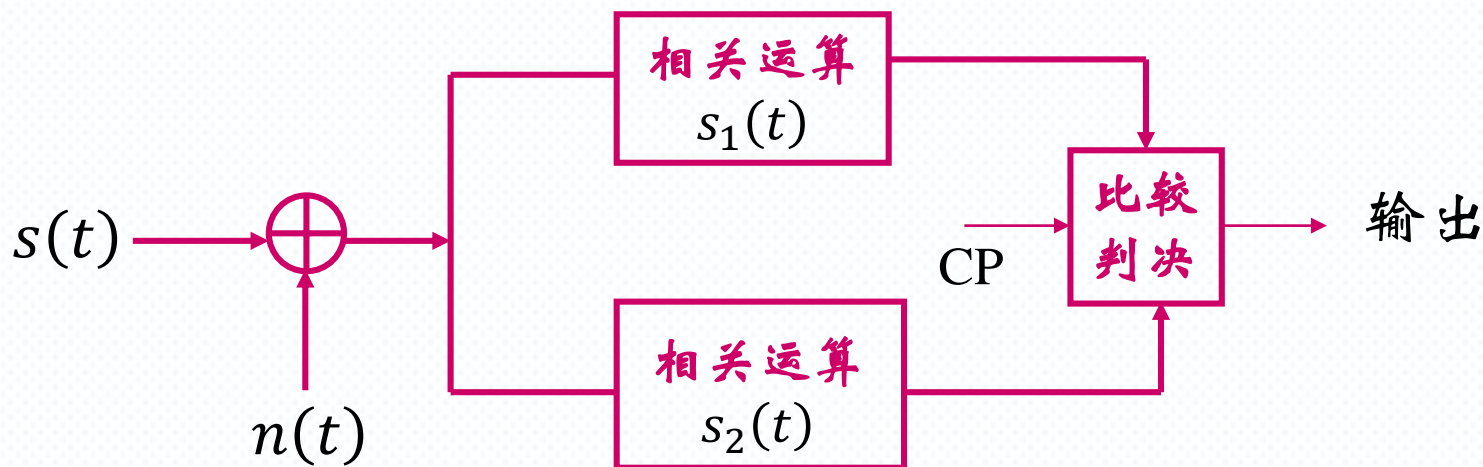 相关运算
s₁(t)
s(t)
n(t)
CP
比较
判决
输出
相关运算
s₂(t)